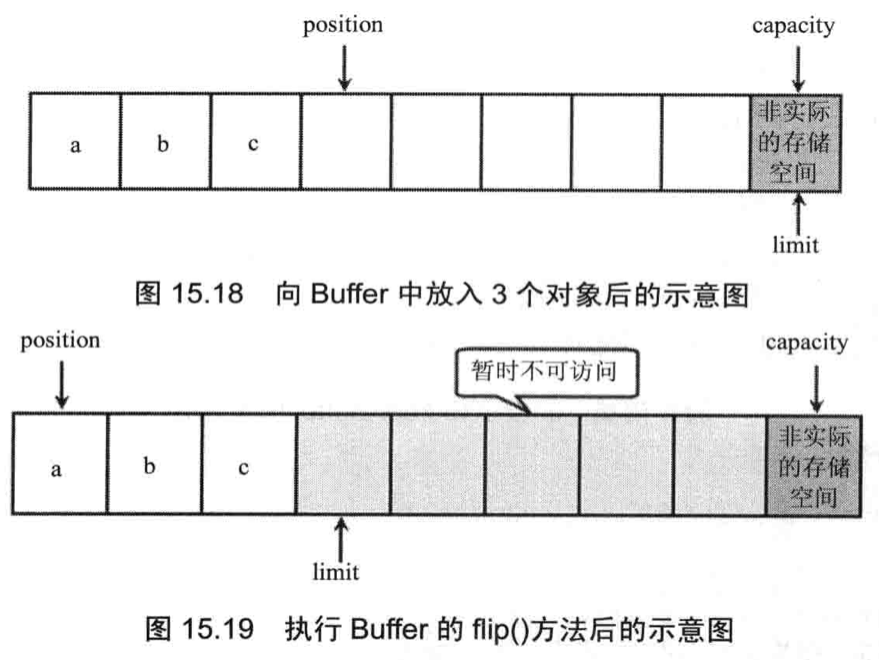 position capacity
a b c 非实际
的存储
空间
limit
图 15.18 向 Buffer 中放入 3 个对象后的示意图
position capacity
暂时不可访问
a b c 非实际
的存储
空间
limit
图 15.19 执行 Buffer 的 flip()方法后的示意图